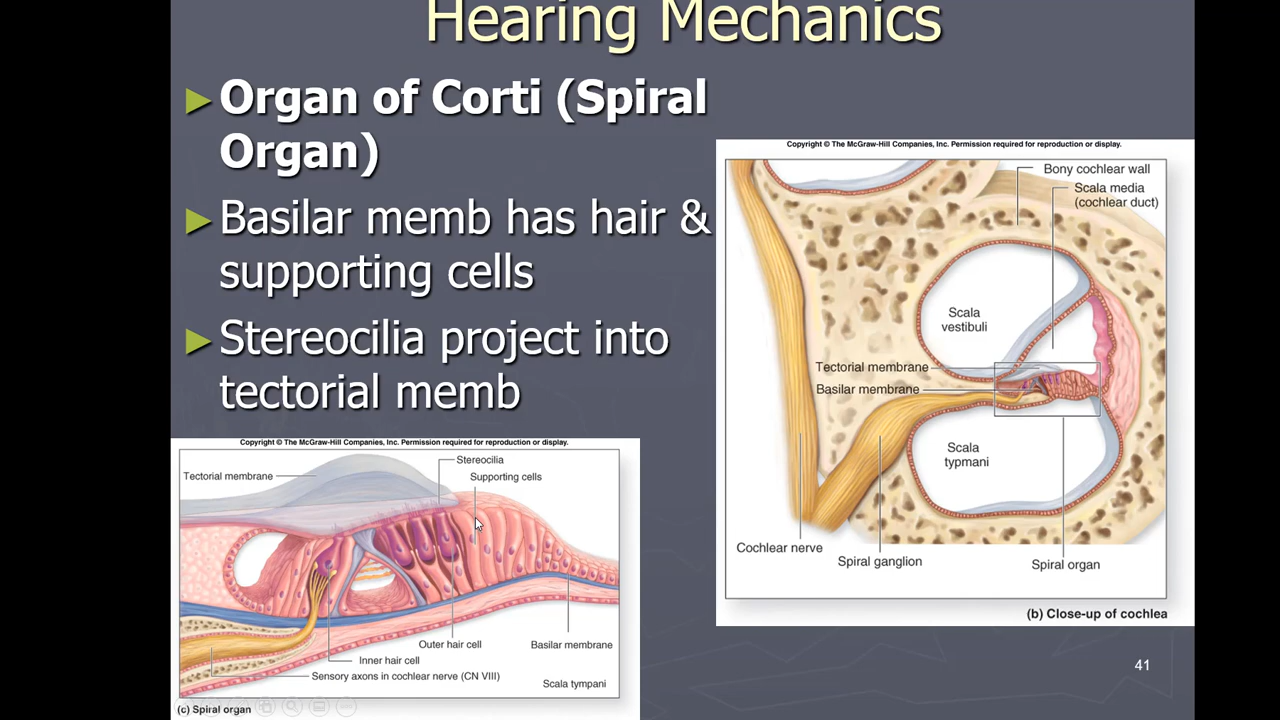 Hearing Mechanics
►Organ of Corti (Spiral
Organ)
►Basilar memb has hair &
supporting cells
►Stereocilia project into
tectorial memb
Copyright © The McGraw-Hill Companies, Inc. Permission required for reproduction or display.
Bony cochlear wall
Scala media
(cochlear duct)
Scala
vestibuli
Tectorial membrane
Basilar membrane
Scala
typmani
Cochlear nerve
Spiral ganglion
Spiral organ
(b) Close-up of cochlea
Copyright © The McGraw-Hill Companies, Inc. Permission required for reproduction or display.
Stereocilia
Tectorial membrane
Supporting cells
Outer hair cell
Basilar membrane
Inner hair cell
Sensory axons in cochlear nerve (CN VIII)
Scala tympani
(c) Spiral organ
41